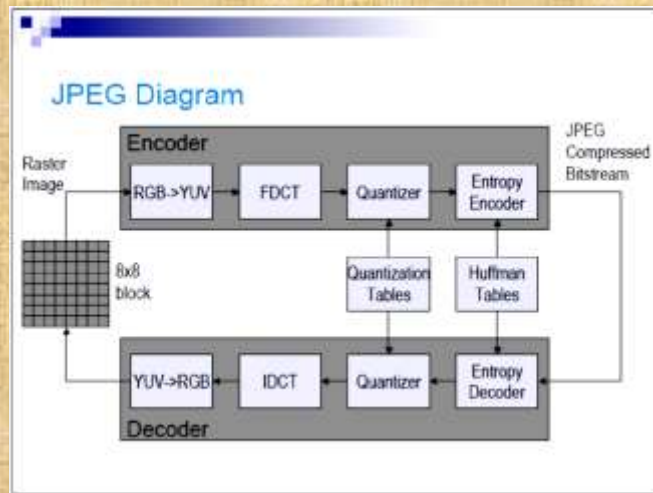 JPEG Diagram
Encoder
JPEG
Compressed
Bitstream
Raster
Image
RGB->YUV
FDCT
Quantizer
Entropy
Encoder
8x8
block
Quantization
Tables
Huffman
Tables
YUV->RGB
IDCT
Quantizer
Entropy
Decoder
Decoder